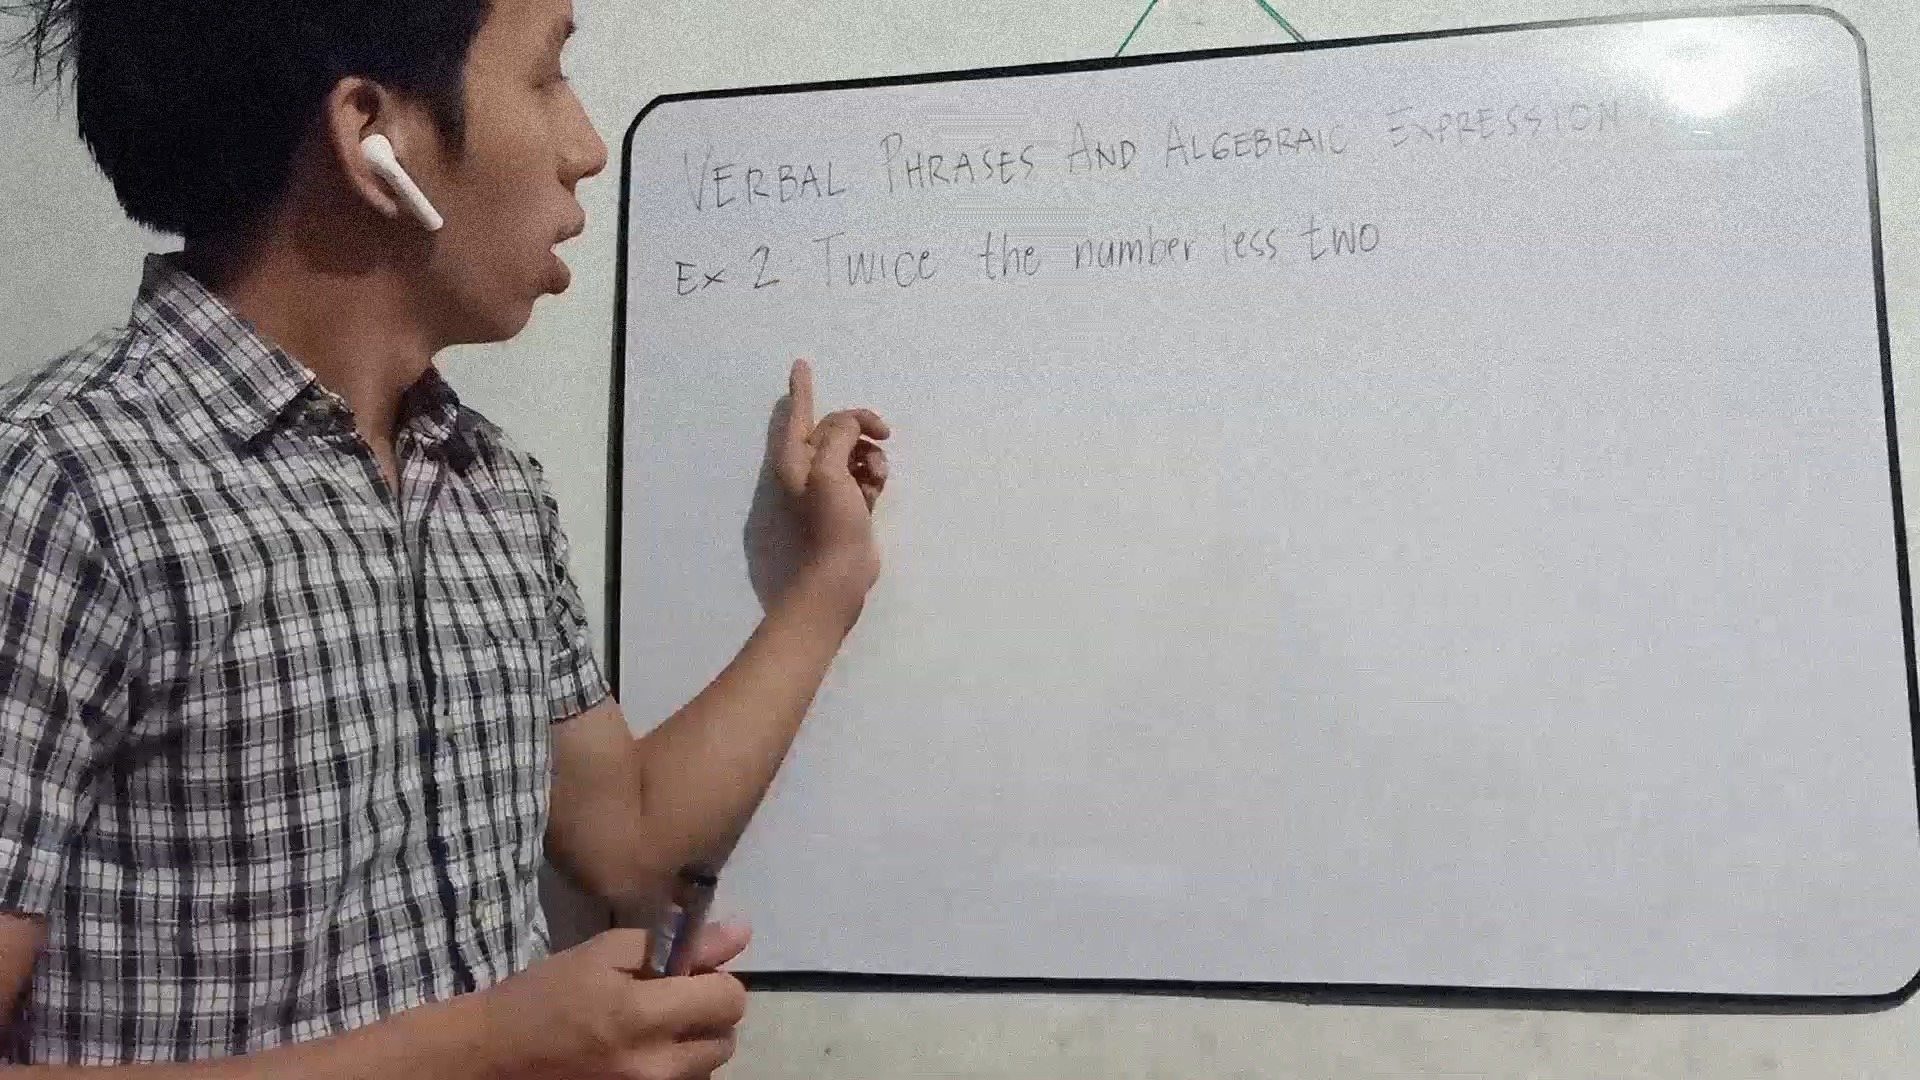 VERBAL PHRASES AND ALGEBRAIC EXPRESSION
Ex 2: Twice the number less two